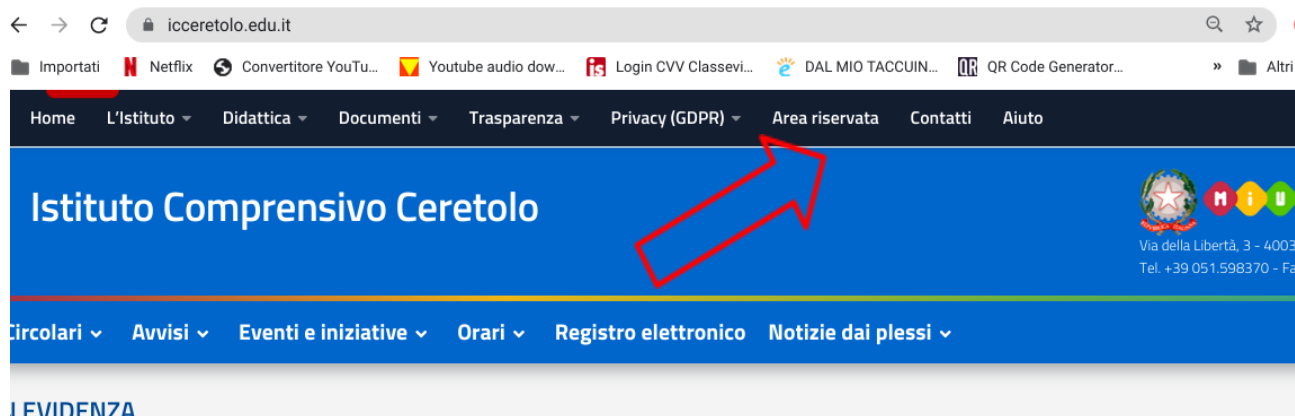 icceretolo.edu.it
Importati Netflix Convertitore YouTu... Youtube audio dow... Login CVV Classevi... DAL MIO TACCUIN... QR Code Generator... » Altri
Home L'Istituto Didattica Documenti Trasparenza Privacy (GDPR) Area riservata Contatti Aiuto
Istituto Comprensivo Ceretolo
M i U
Via della Libertà, 3 - 4003
Tel. +39 051.598370 - Fa
Circolari Avvisi Eventi e iniziative Orari Registro elettronico Notizie dai plessi
EVIDENZA